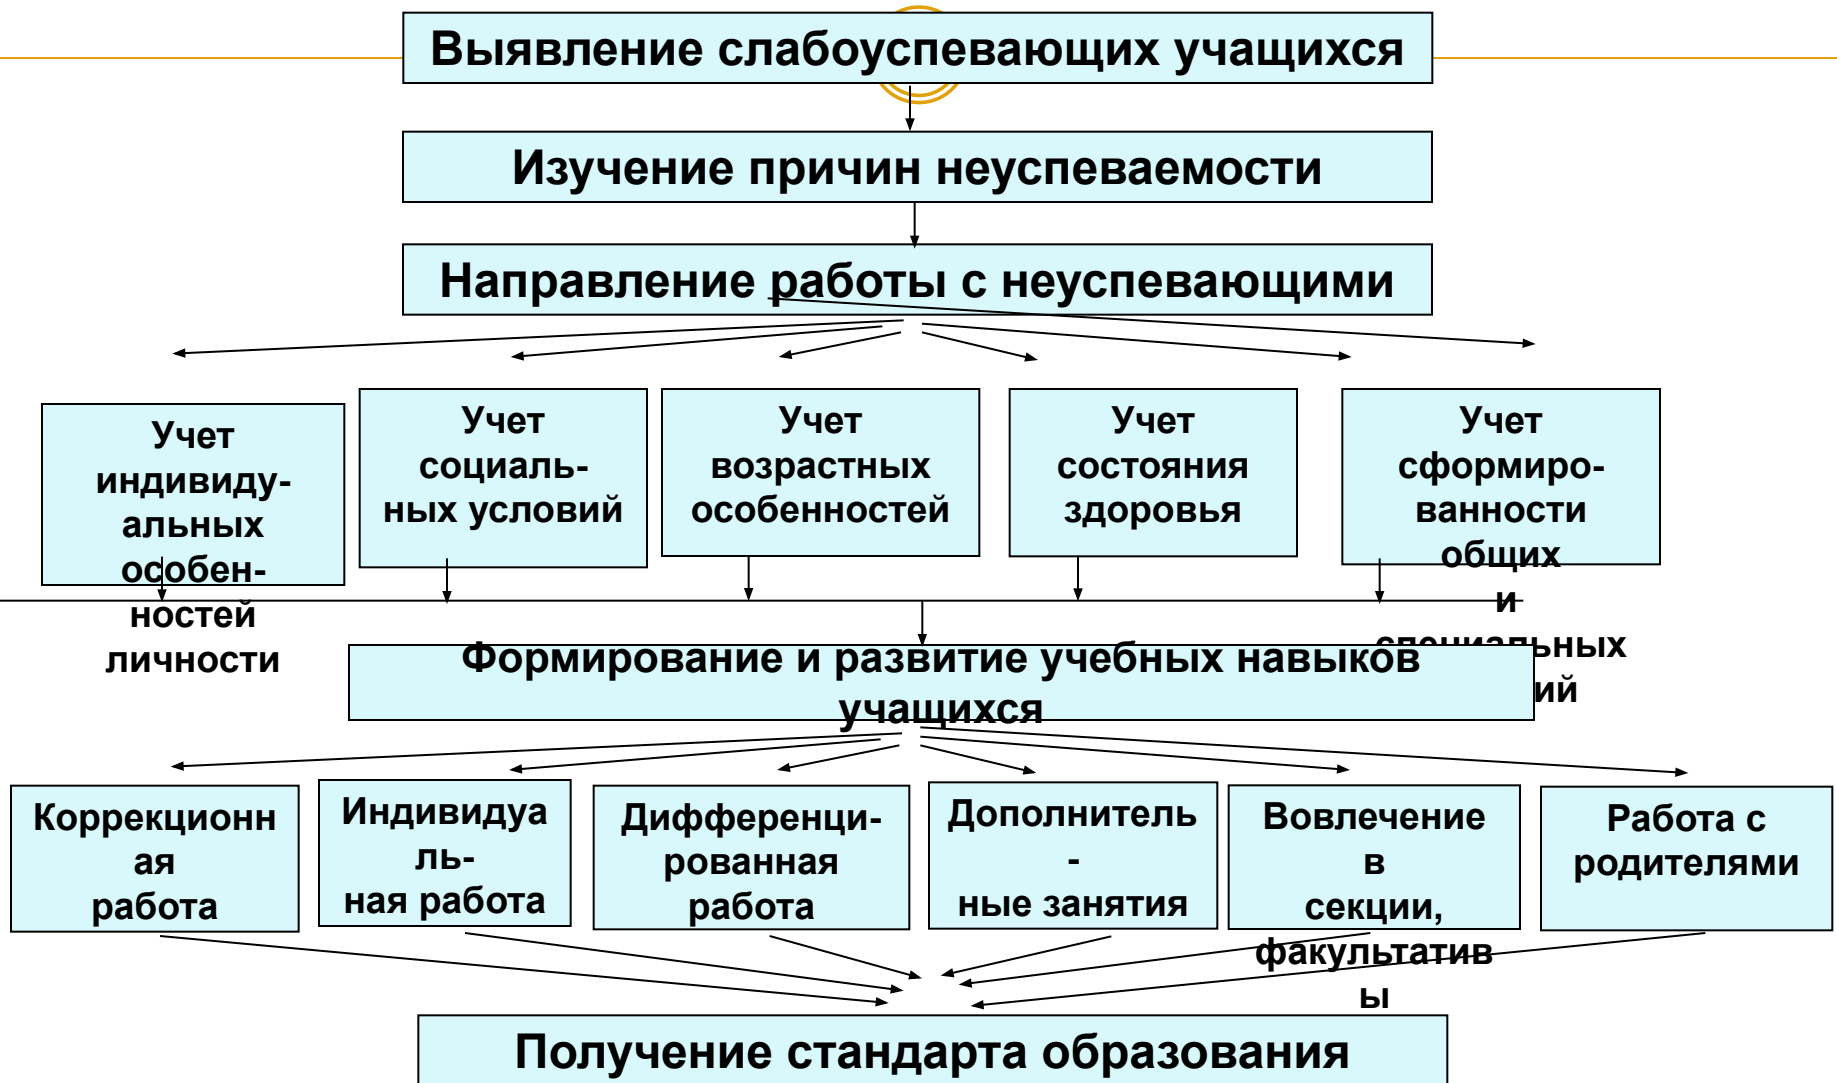 Выявление слабоуспевающих учащихся
Изучение причин неуспеваемости
Направление работы с неуспевающими
Учет
индивиду-
альных
особен-
ностей
личности
Учет
социаль-
ных условий
Учет
возрастных
особенностей
Учет
состояния
здоровья
Учет
сформиро-
ванности
общих
и
специальных
Формирование и развитие учебных навыков
учащихся
Коррекционн
ая
работа
Индивидуа
ль-
ная работа
Дифференци-
рованная
работа
Дополнитель
-
ные занятия
Вовлечение
в
секции,
факультатив
ы
Работа с
родителями
Получение стандарта образования